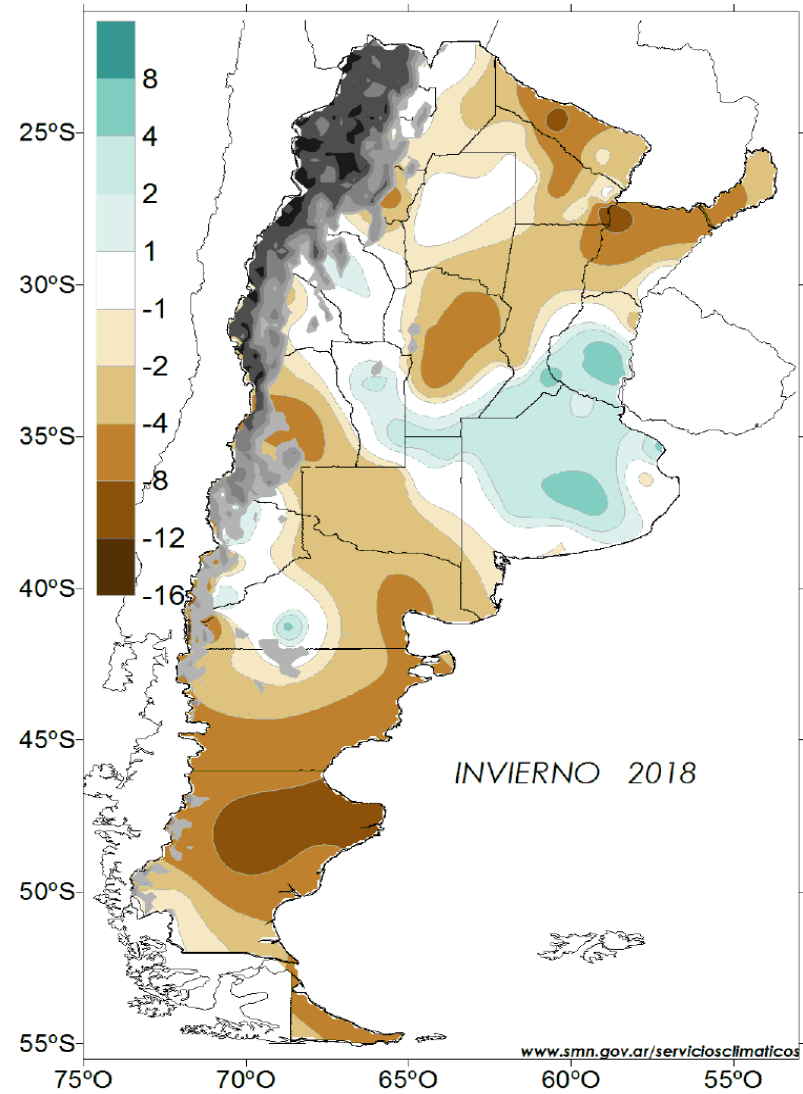 8
4
2
1
-1
-2
-4
-8
-12
-16
25ºS
30ºS
35ºS
40ºS
45ºS
50ºS
55ºS
INVIERNO 2018
www.smn.gov.ar/serviciosclimaticos
75ºO
70ºO
65ºO
60ºO
55ºO